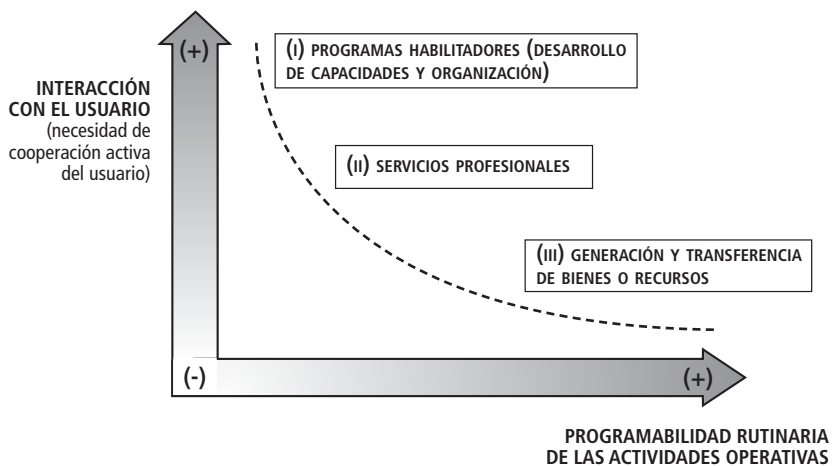 (+)
(I) PROGRAMAS HABILITADORES (DESARROLLO
DE CAPACIDADES Y ORGANIZACIÓN)
INTERACCIÓN
CON EL USUARIO
(necesidad de
cooperación activa
del usuario)
(II) SERVICIOS PROFESIONALES
(III) GENERACIÓN Y TRANSFERENCIA
DE BIENES O RECURSOS
(-)
(+)
PROGRAMABILIDAD RUTINARIA
DE LAS ACTIVIDADES OPERATIVAS